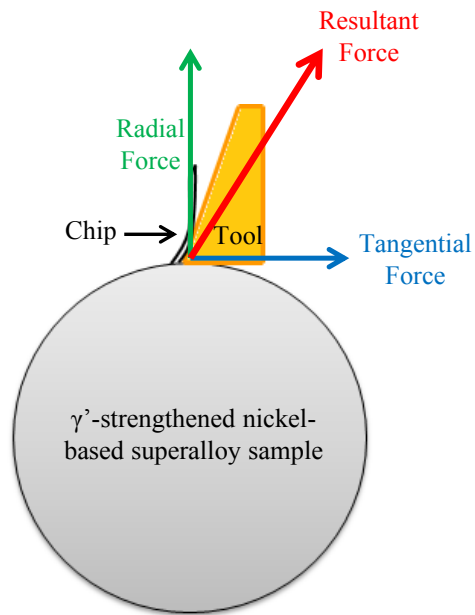 Resultant
Force
Radial
Force
Chip
Tool
Tangential
Force
γ’-strengthened nickel-
based superalloy sample